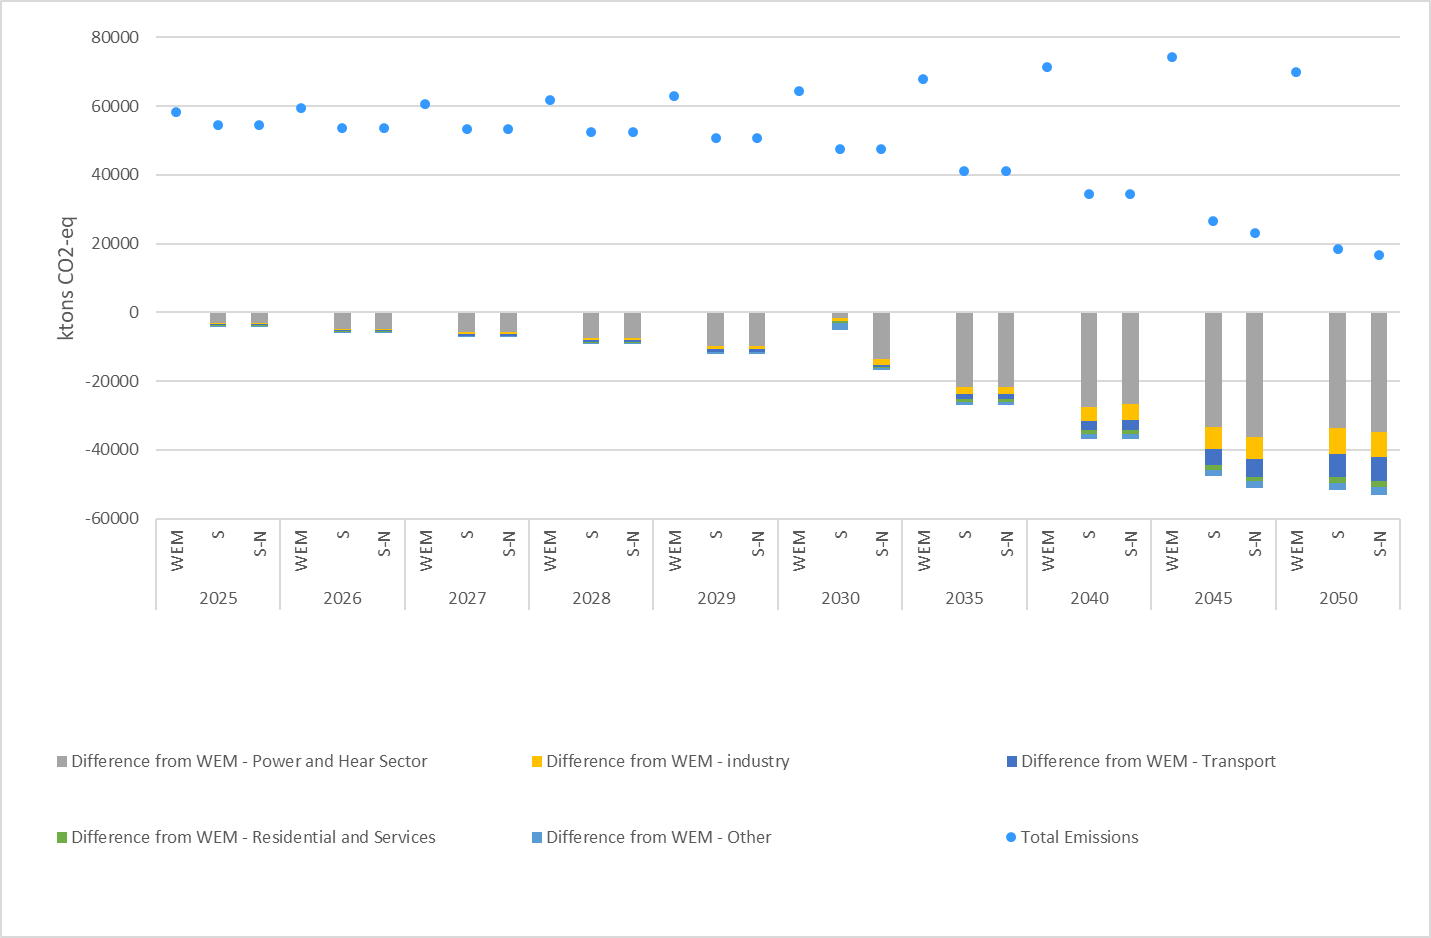 80000
60000
40000
20000
0
-20000
-40000
-60000
ktons CO2-eq
WEM S S-N WEM S S-N WEM S S-N WEM S S-N WEM S S-N WEM S S-N WEM S S-N WEM S S-N WEM S S-N WEM S S-N
2025 2026 2027 2028 2029 2030 2035 2040 2045 2050
Difference from WEM - Power and Hear Sector Difference from WEM - industry Difference from WEM - Transport
Difference from WEM - Residential and Services Difference from WEM - Other Total Emissions